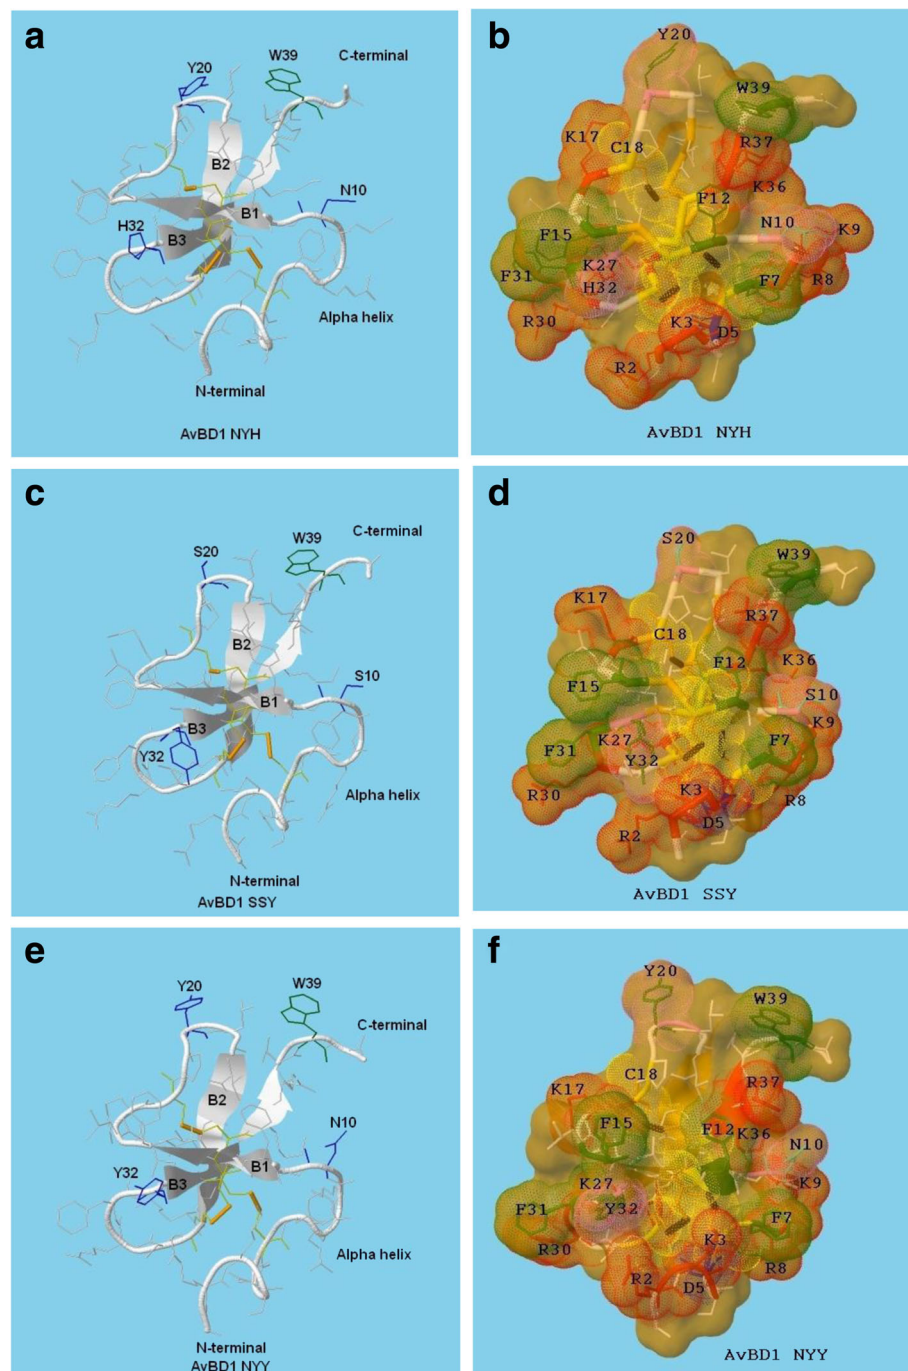 a
Y20
W39
C-terminal
B2
N10
H32
B3
B1
Alpha helix
N-terminal
AvBD1 NYH
b
Y20
W39
K17
C18
R37
K36
F12
N10
K9
F15
F31
K27
H32
F7
R8
R30
K3
D5
R2
AvBD1 NYH
c
C-terminal
W39
S20
B2
S10
B1
B3
Y32
Alpha helix
N-terminal
AvBD1 SSY
d
S20
W39
K17
R37
C18
F12
K36
F15
S10
K9
F31
K27
F7
Y32
R30
K3
R8
R2
D5
AvBD1 SSY
e
Y20
W39
C-terminal
B2
N10
Y32
B3
B1
Alpha helix
N-terminal
AvBD1 NYY
f
Y20
W39
C18
R37
K17
F15
F12
K36
N10
K27
K9
F31
Y32
F7
R30
K3
R2
D5
R8
AvBD1 NYY